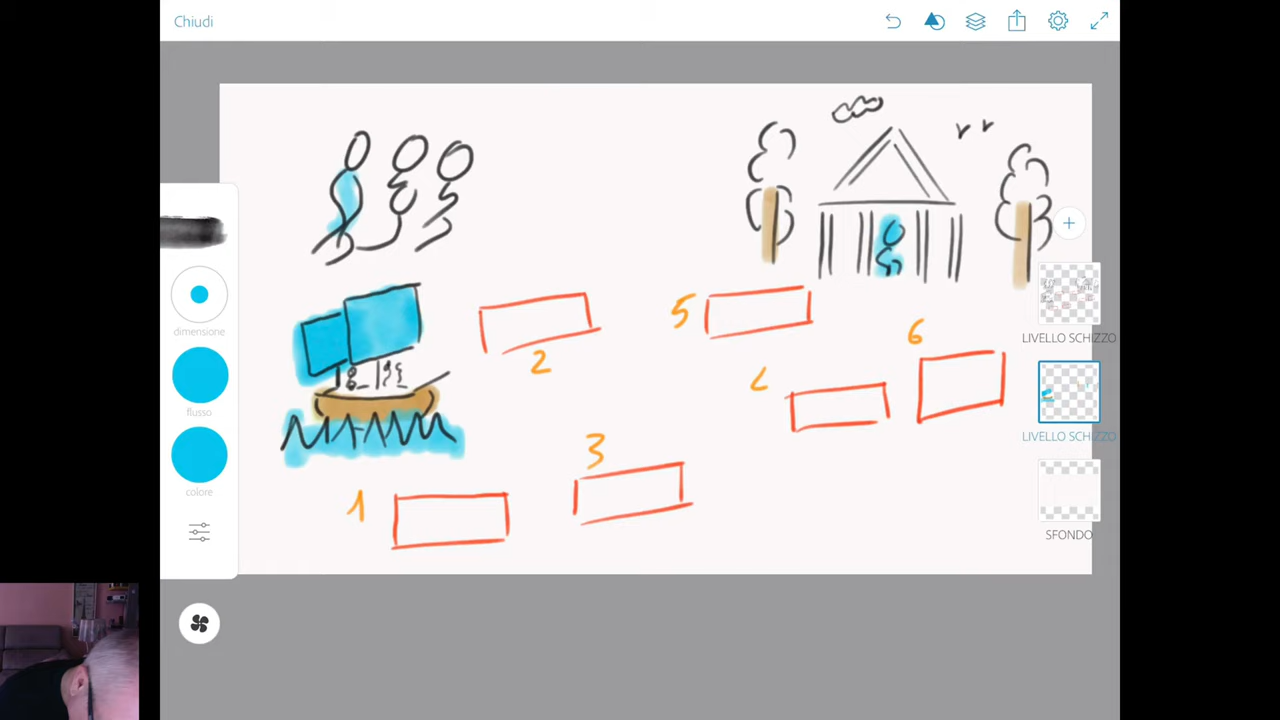 Chiudi
5
6
dimensione
LIVELLO SCHIZZO
2
4
flusso
LIVELLO SCHIZZO
3
colore
1
SFONDO